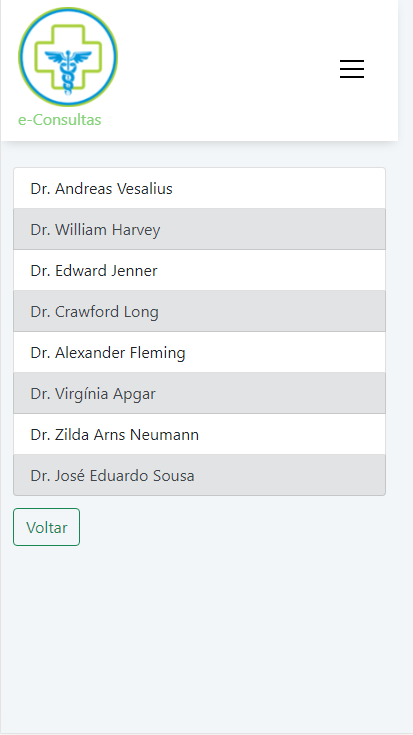 e-Consultas
Dr. Andreas Vesalius
Dr. William Harvey
Dr. Edward Jenner
Dr. Crawford Long
Dr. Alexander Fleming
Dr. Virgínia Apgar
Dr. Zilda Arns Neumann
Dr. José Eduardo Sousa
Voltar